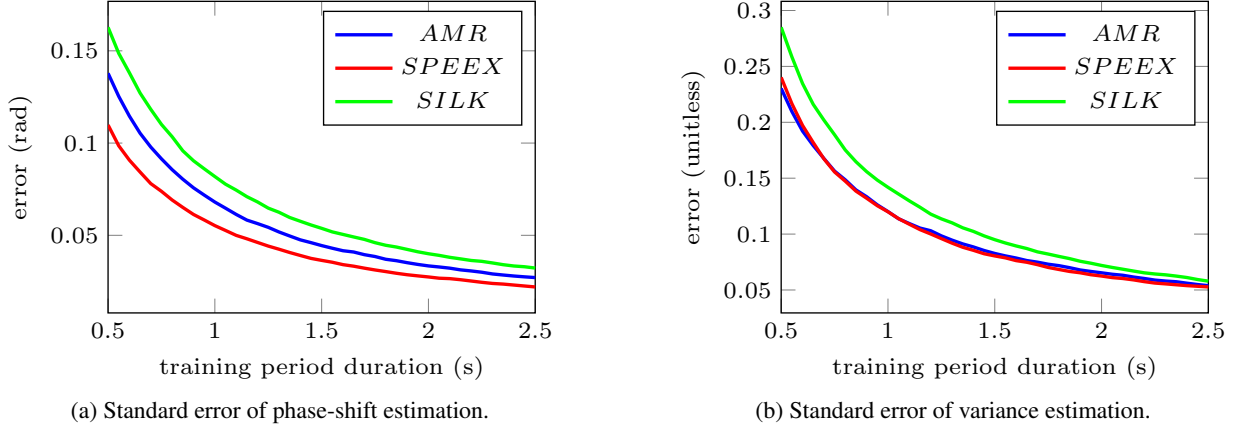 0.15
0.1
0.05
error (rad)
AMR
SPEEX
SILK
0.5 1 1.5 2 2.5
training period duration (s)
(a) Standard error of phase-shift estimation.
0.3
0.25
0.2
0.15
0.1
0.05
error (unitless)
AMR
SPEEX
SILK
0.5 1 1.5 2 2.5
training period duration (s)
(b) Standard error of variance estimation.